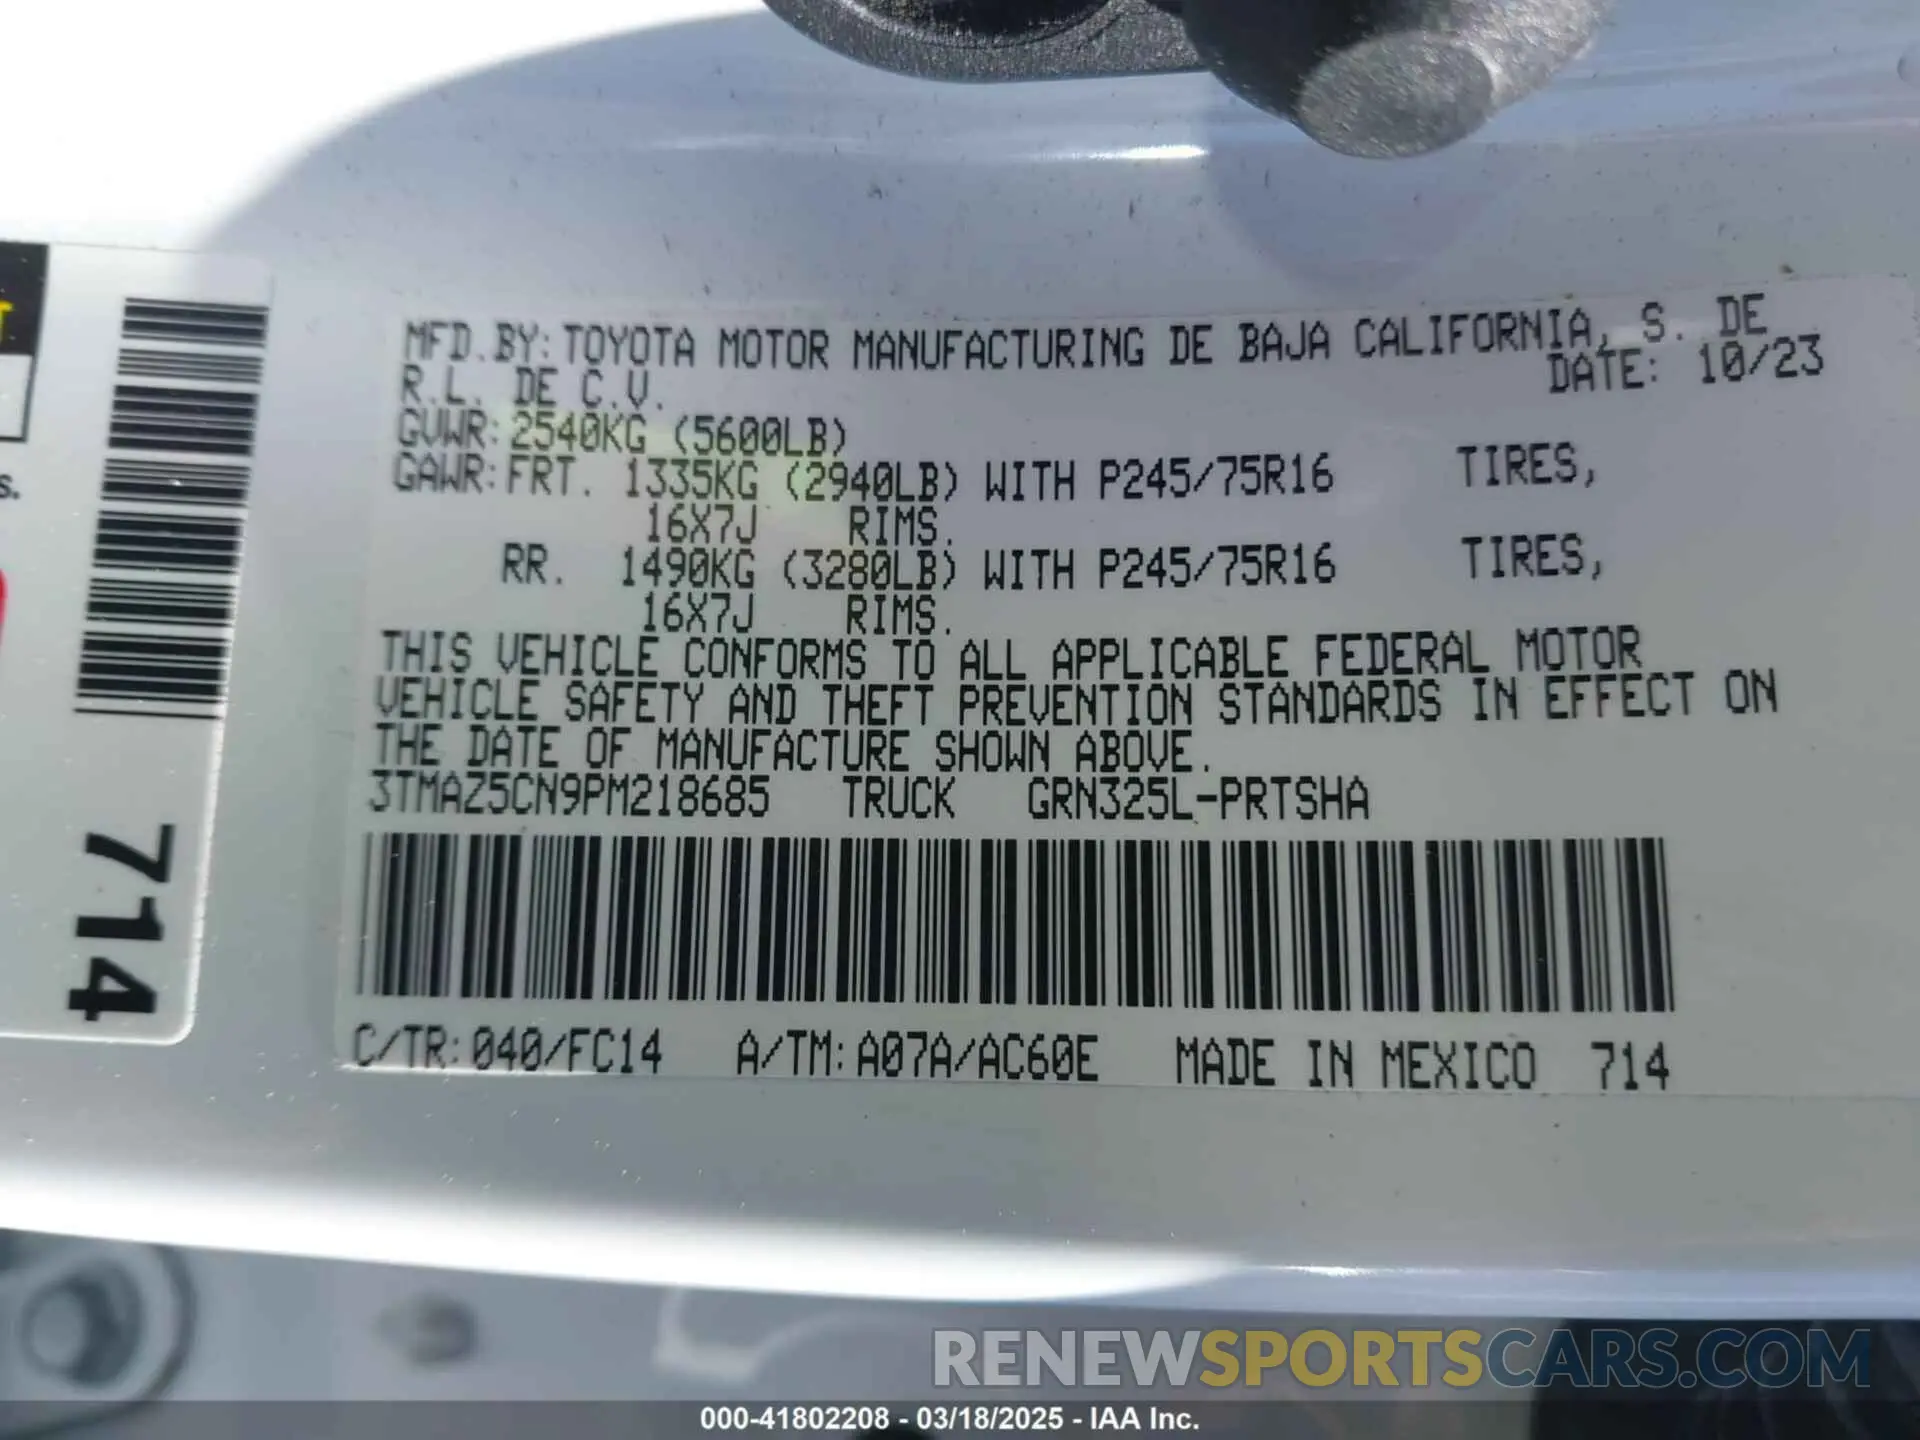 MFD.BY:TOYOTA MOTOR MANUFACTURING DE BAJA CALIFORNIA, S. DE
R.L. DE C.V. DATE: 10/23
GVWR:2540KG (5600LB)
GAWR:FRT. 1335KG (2940LB) WITH P245/75R16 TIRES,
16X7J RIMS.
RR. 1490KG (3280LB) WITH P245/75R16 TIRES,
16X7J RIMS.
THIS VEHICLE CONFORMS TO ALL APPLICABLE FEDERAL MOTOR
VEHICLE SAFETY AND THEFT PREVENTION STANDARDS IN EFFECT ON
THE DATE OF MANUFACTURE SHOWN ABOVE.
3TMAZ5CN9PM218685 TRUCK GRN325L-PRTSHA
C/TR:040/FC14 A/TM:A07A/AC60E MADE IN MEXICO 714
714
RENEWSPORTSCARS.COM
000-41802208 - 03/18/2025 - IAA Inc.